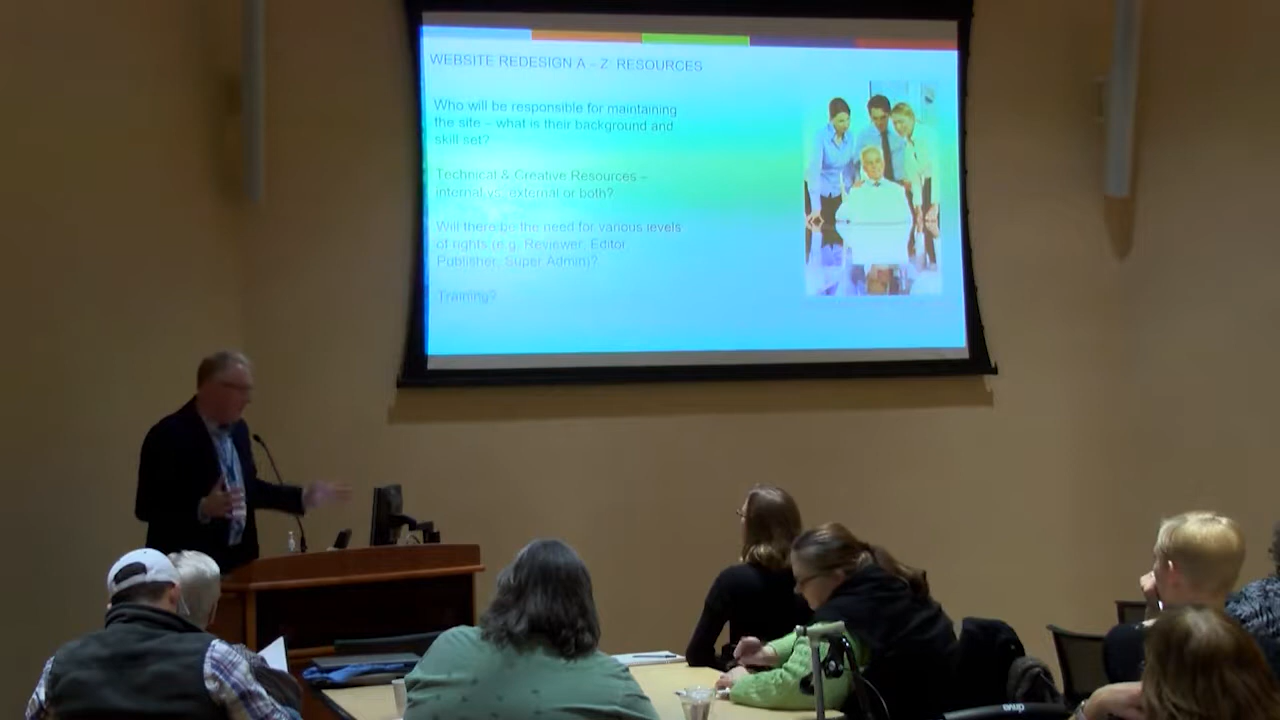 WEBSITE REDESIGN A – Z: RESOURCES
Who will be responsible for maintaining
the site – what is their background and
skill set?
Technical & Creative Resources –
internal vs. external or both?
Will there be the need for various levels
of rights (e.g. Reviewer, Editor,
Publisher, Super Admin)?
Training?
drive